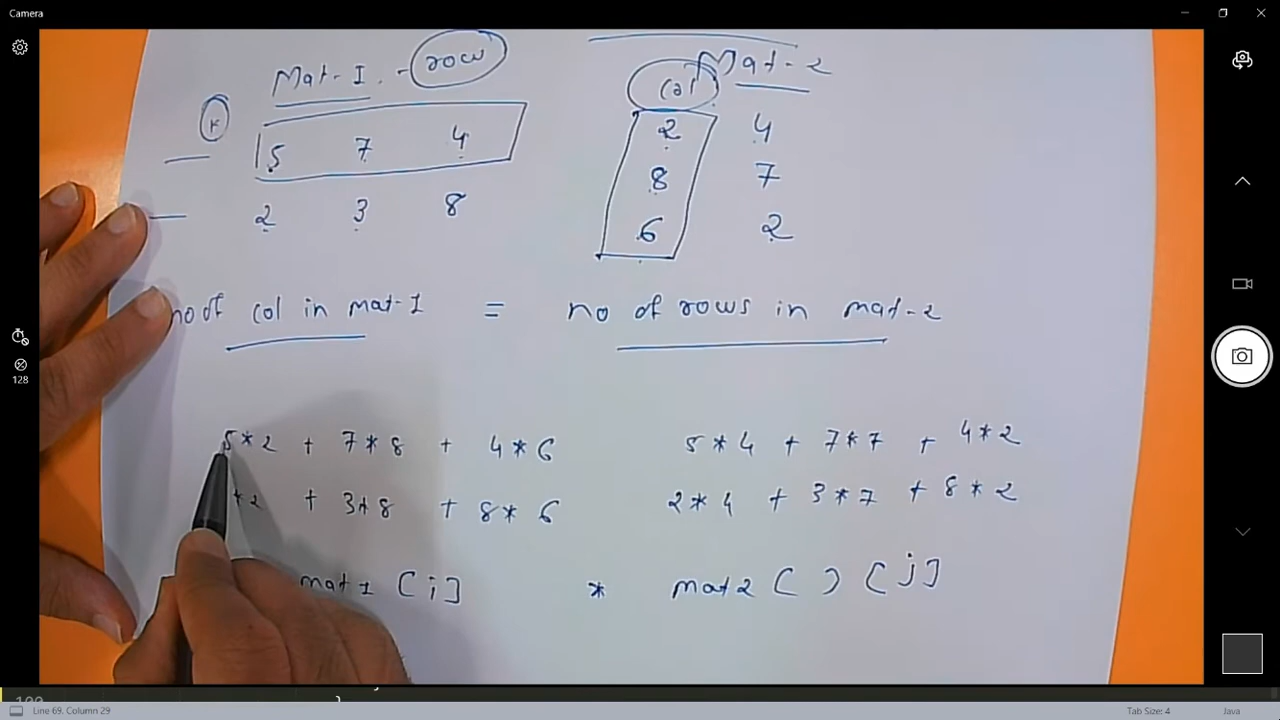 Camera
Mat-I. - row
Col Mat-2
K
5 7 4
2 4
2 3 8
8 7
6 2
no of col in mat-I = no of rows in mat-2
5*2 + 7*8 + 4*6 5*4 + 7*7 + 4*2
*2 + 3*8 + 8*6 2*4 + 3*7 + 8*2
mat1 [i] * mat2 [ ] [j]
128
Line 69, Column 29 Tab Size: 4 Java